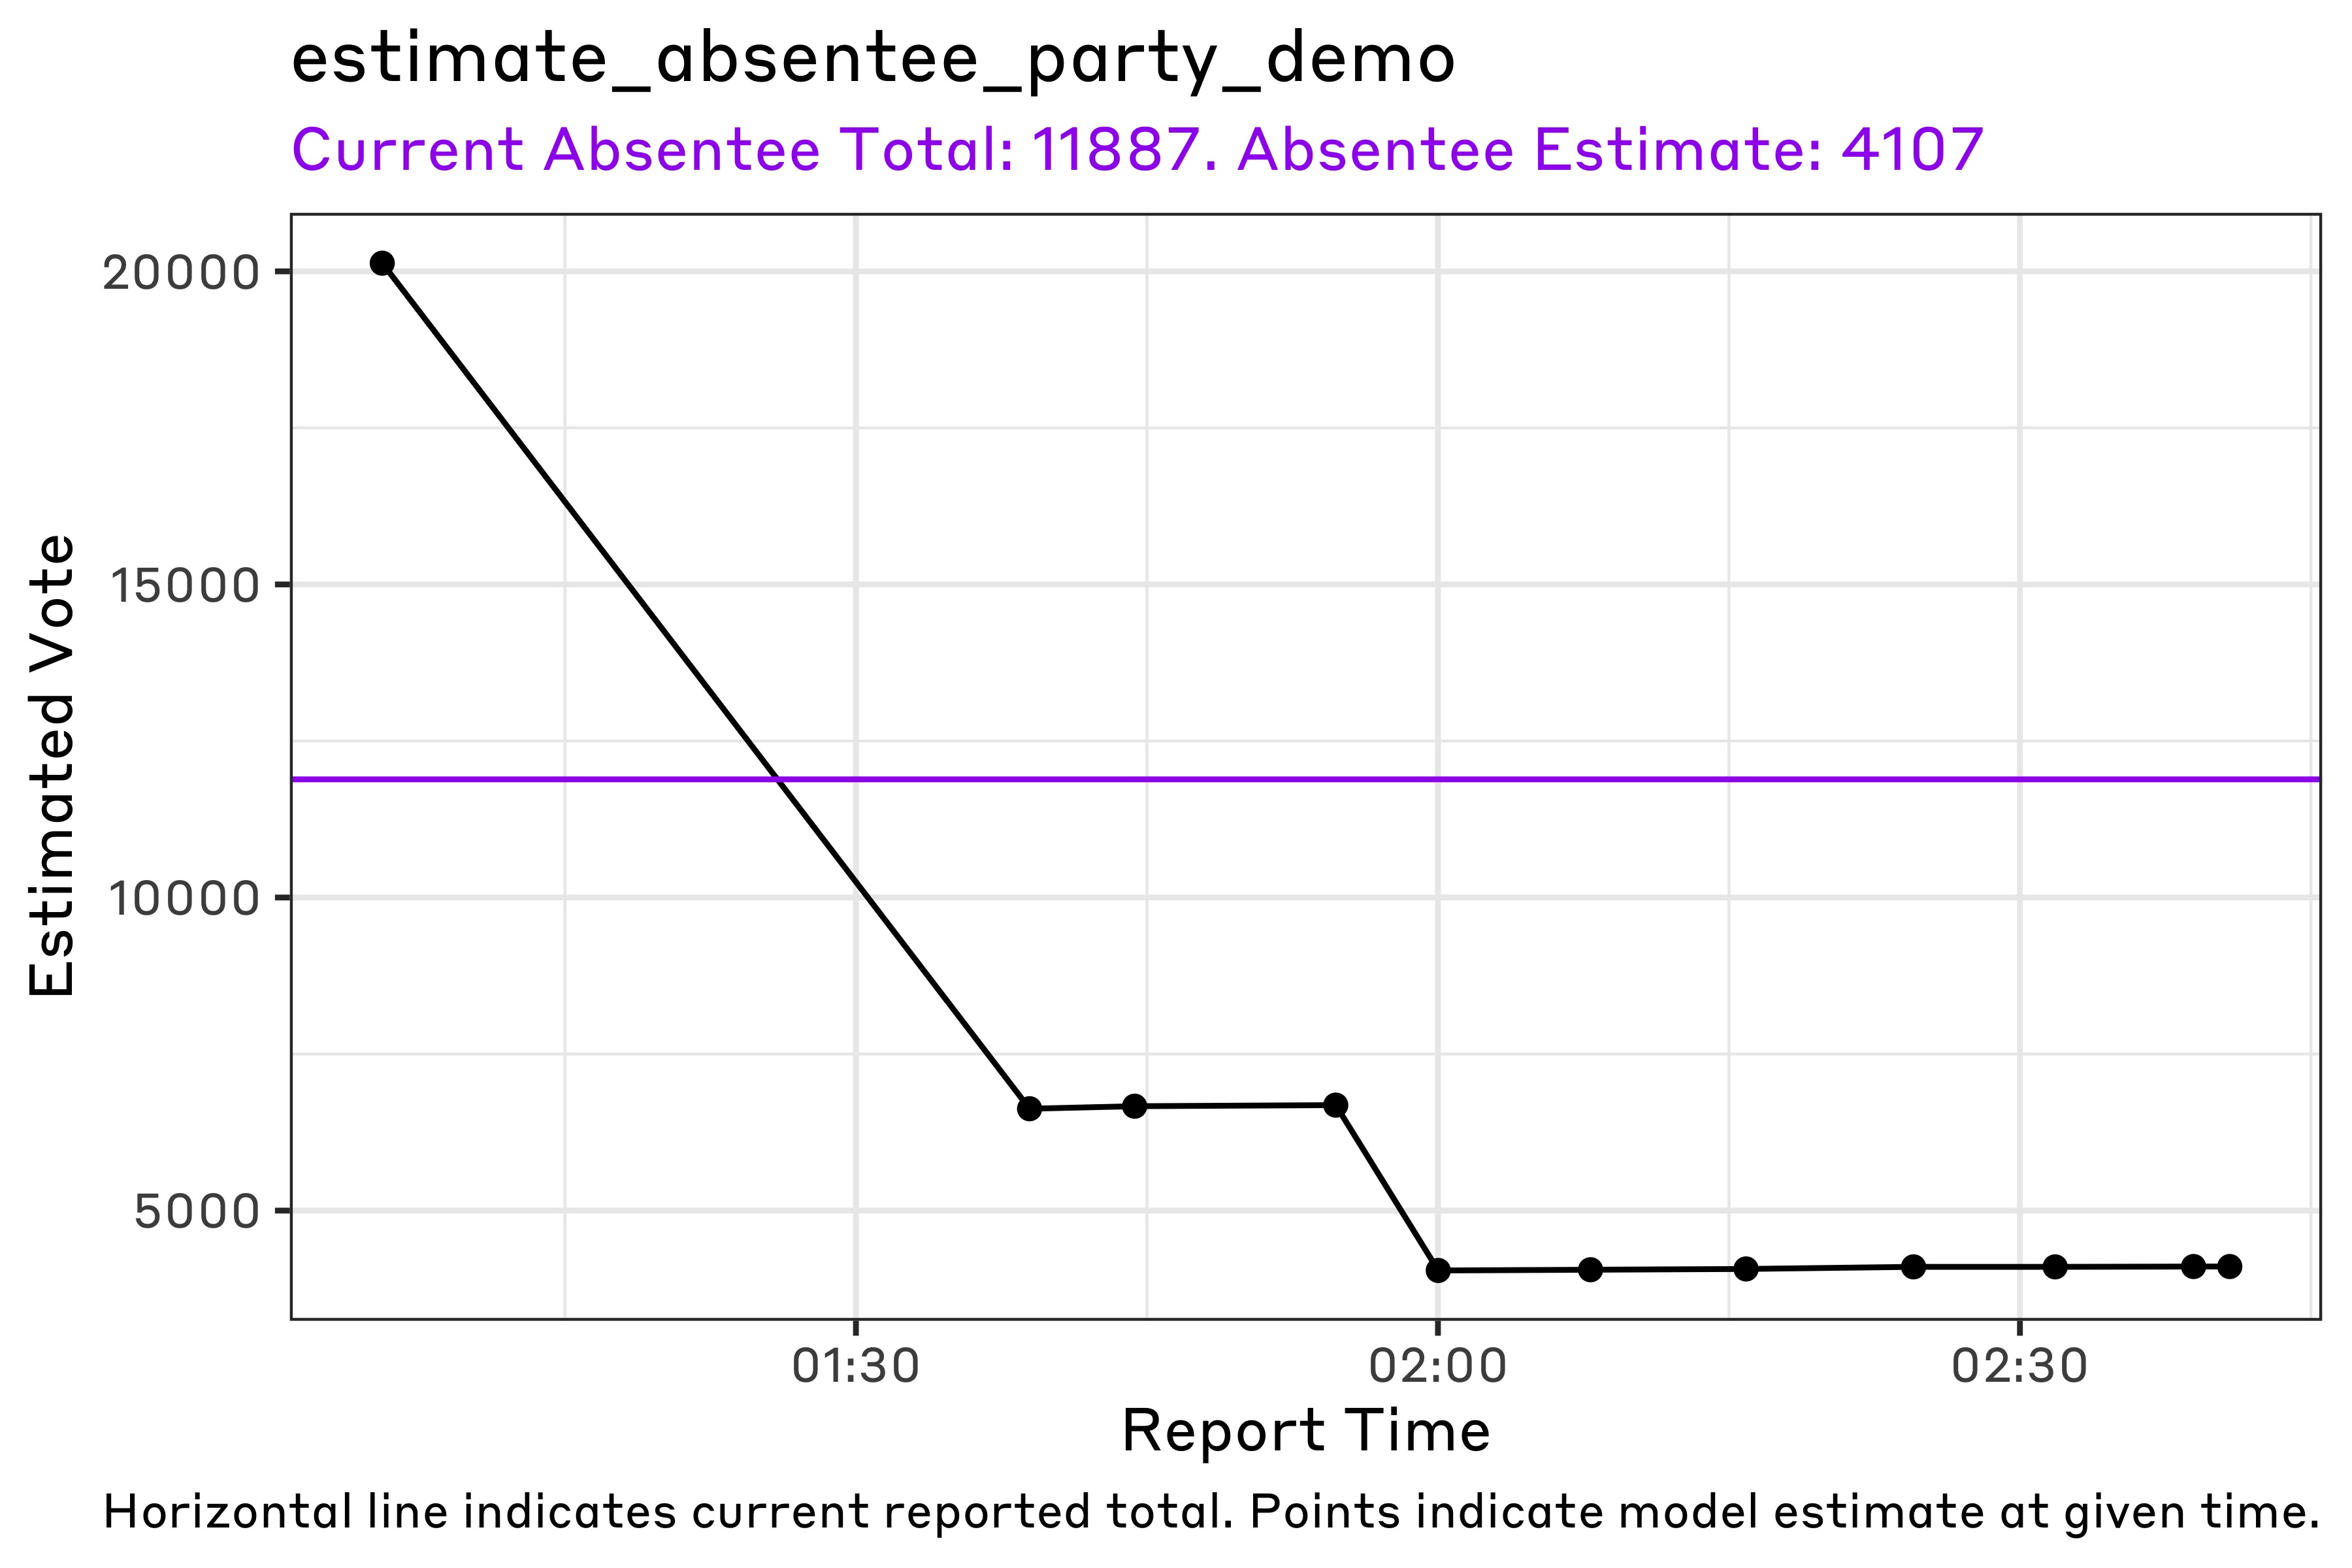 estimate_absentee_party_demo
Current Absentee Total: 11887. Absentee Estimate: 4107
Estimated Vote
20000
15000
10000
5000
01:30 02:00 02:30
Report Time
Horizontal line indicates current reported total. Points indicate model estimate at given time.